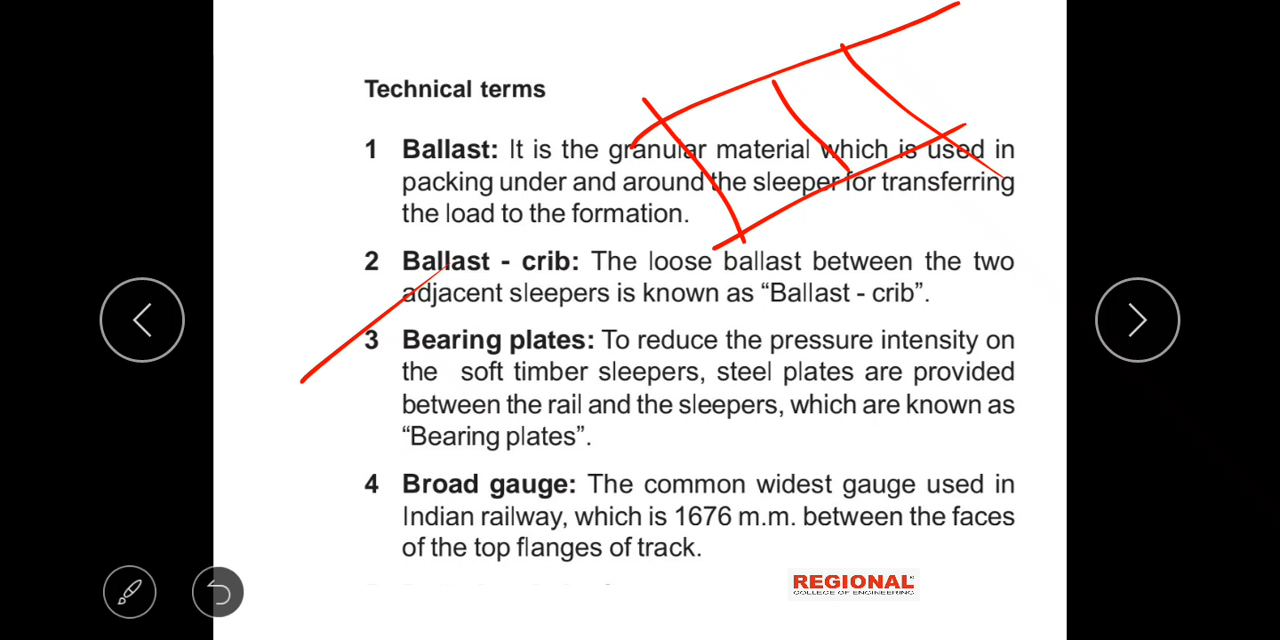 Technical terms
1 Ballast: It is the granular material which is used in
packing under and around the sleeper for transferring
the load to the formation.
2 Ballast - crib: The loose ballast between the two
adjacent sleepers is known as “Ballast - crib”.
3 Bearing plates: To reduce the pressure intensity on
the soft timber sleepers, steel plates are provided
between the rail and the sleepers, which are known as
“Bearing plates”.
4 Broad gauge: The common widest gauge used in
Indian railway, which is 1676 m.m. between the faces
of the top flanges of track.
REGIONAL
COLLEGE OF ENGINEERING